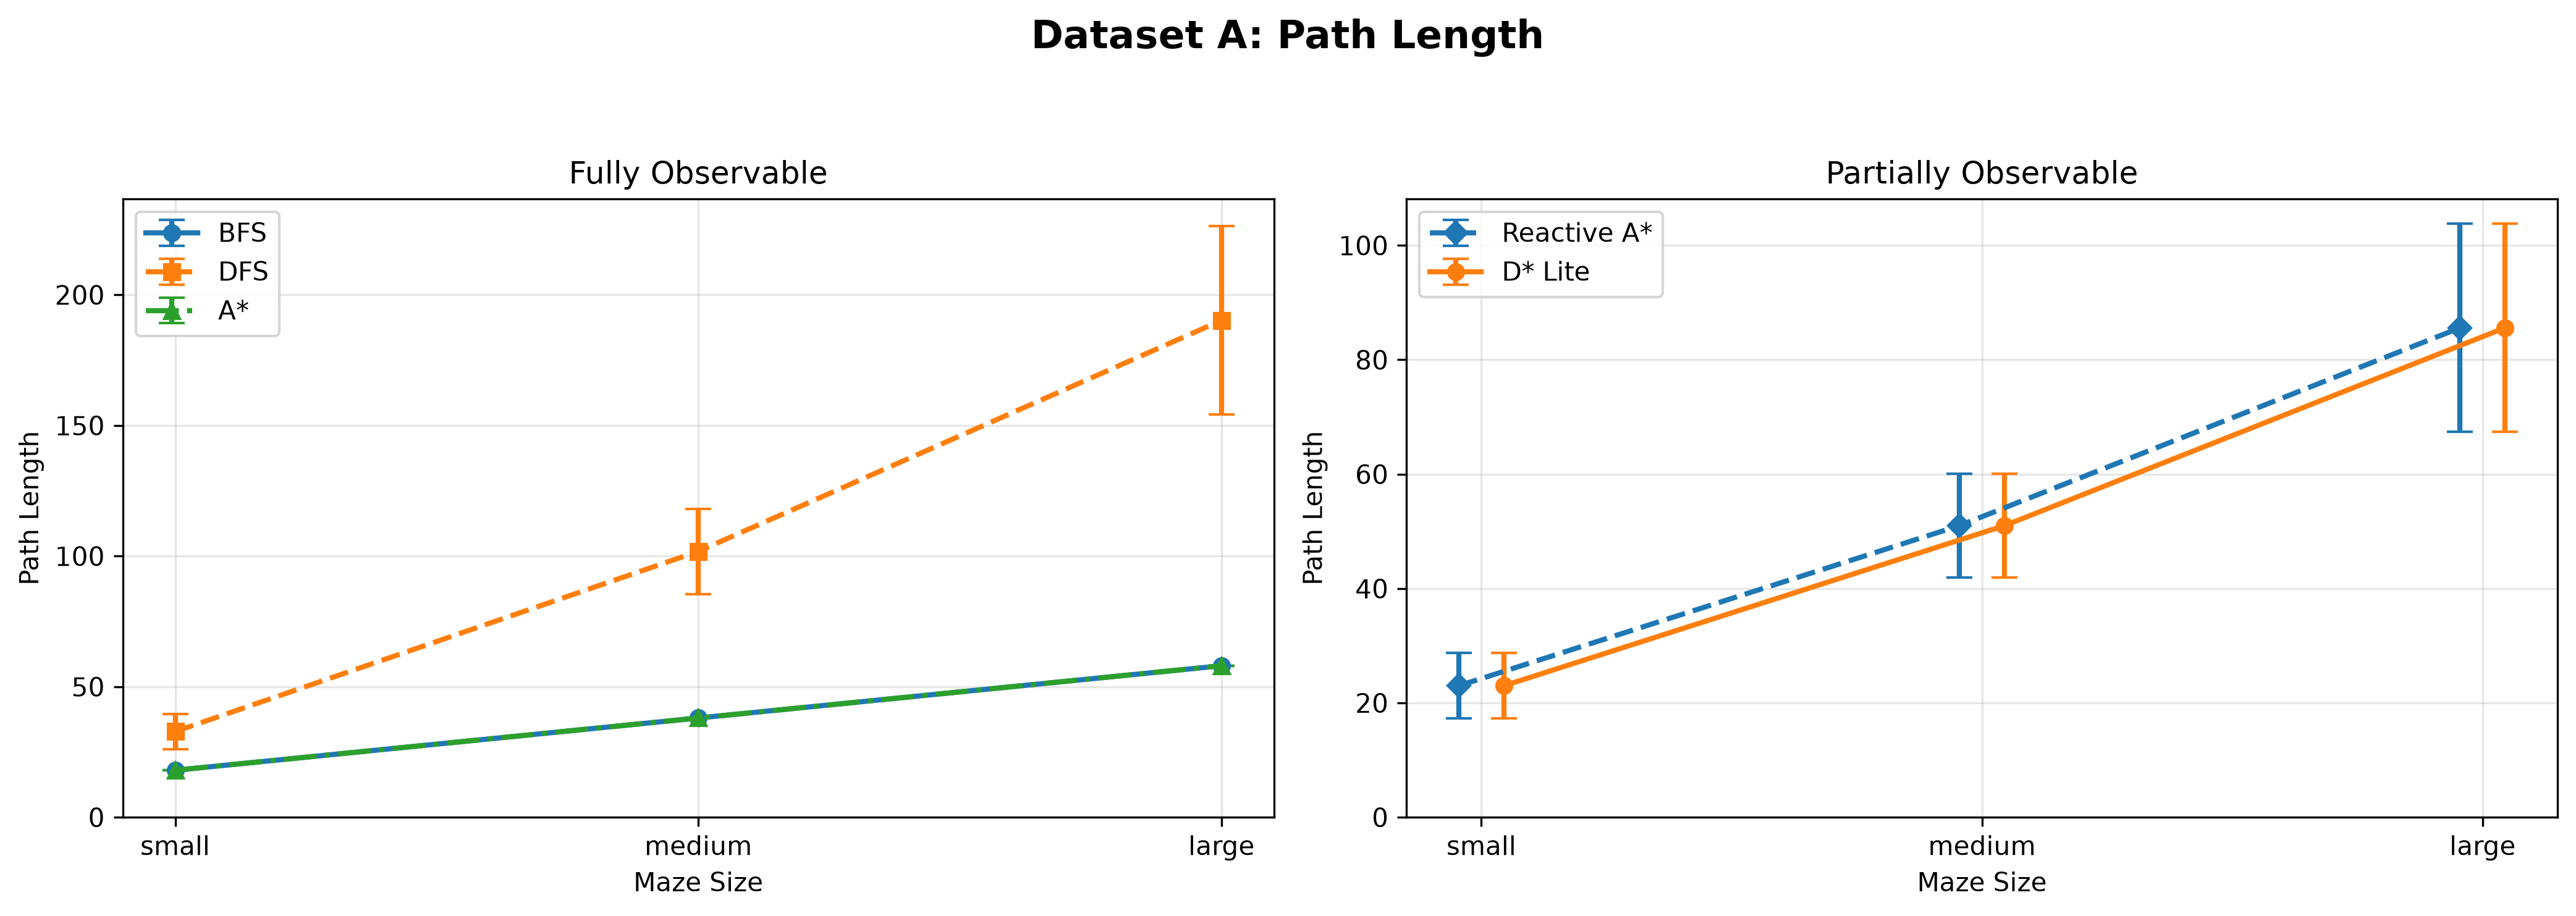 Dataset A: Path Length
Fully Observable
BFS
DFS
A*
200
150
100
50
0
Path Length
small
medium
large
Maze Size
Partially Observable
Reactive A*
D* Lite
100
80
60
40
20
0
Path Length
small
medium
large
Maze Size